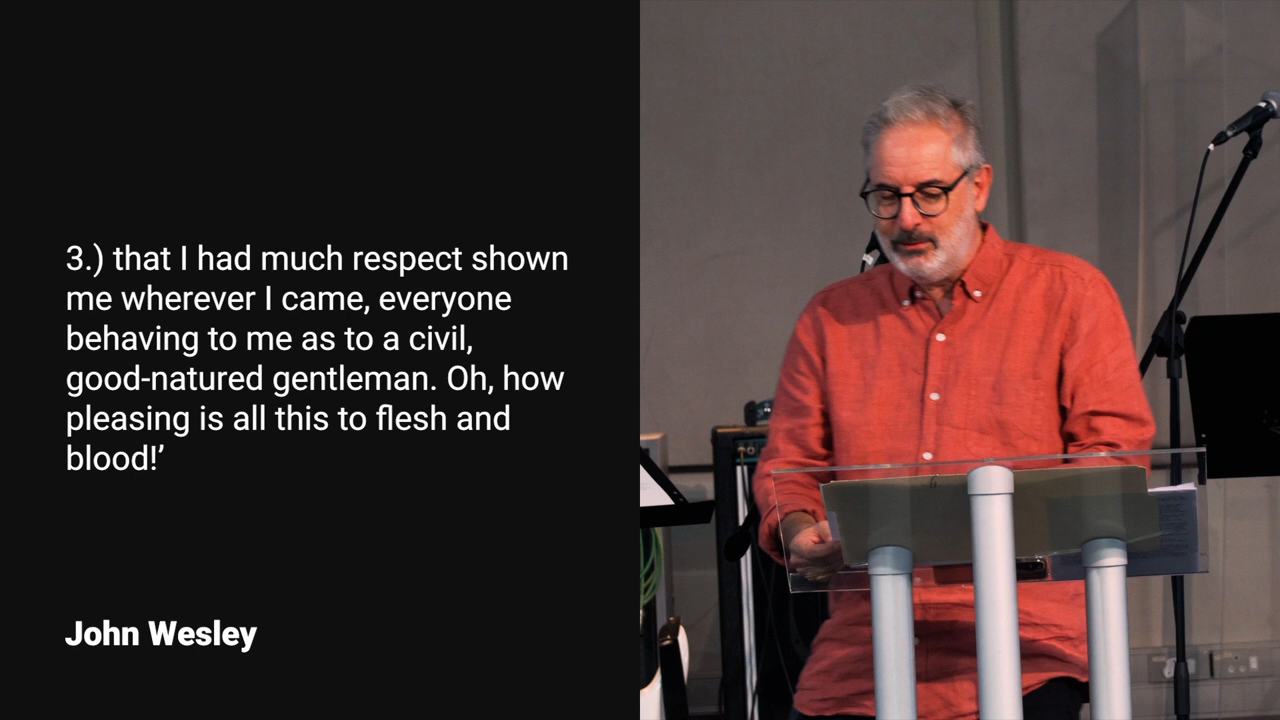 3.) that I had much respect shown
me wherever I came, everyone
behaving to me as to a civil,
good-natured gentleman. Oh, how
pleasing is all this to flesh and
blood!’
John Wesley